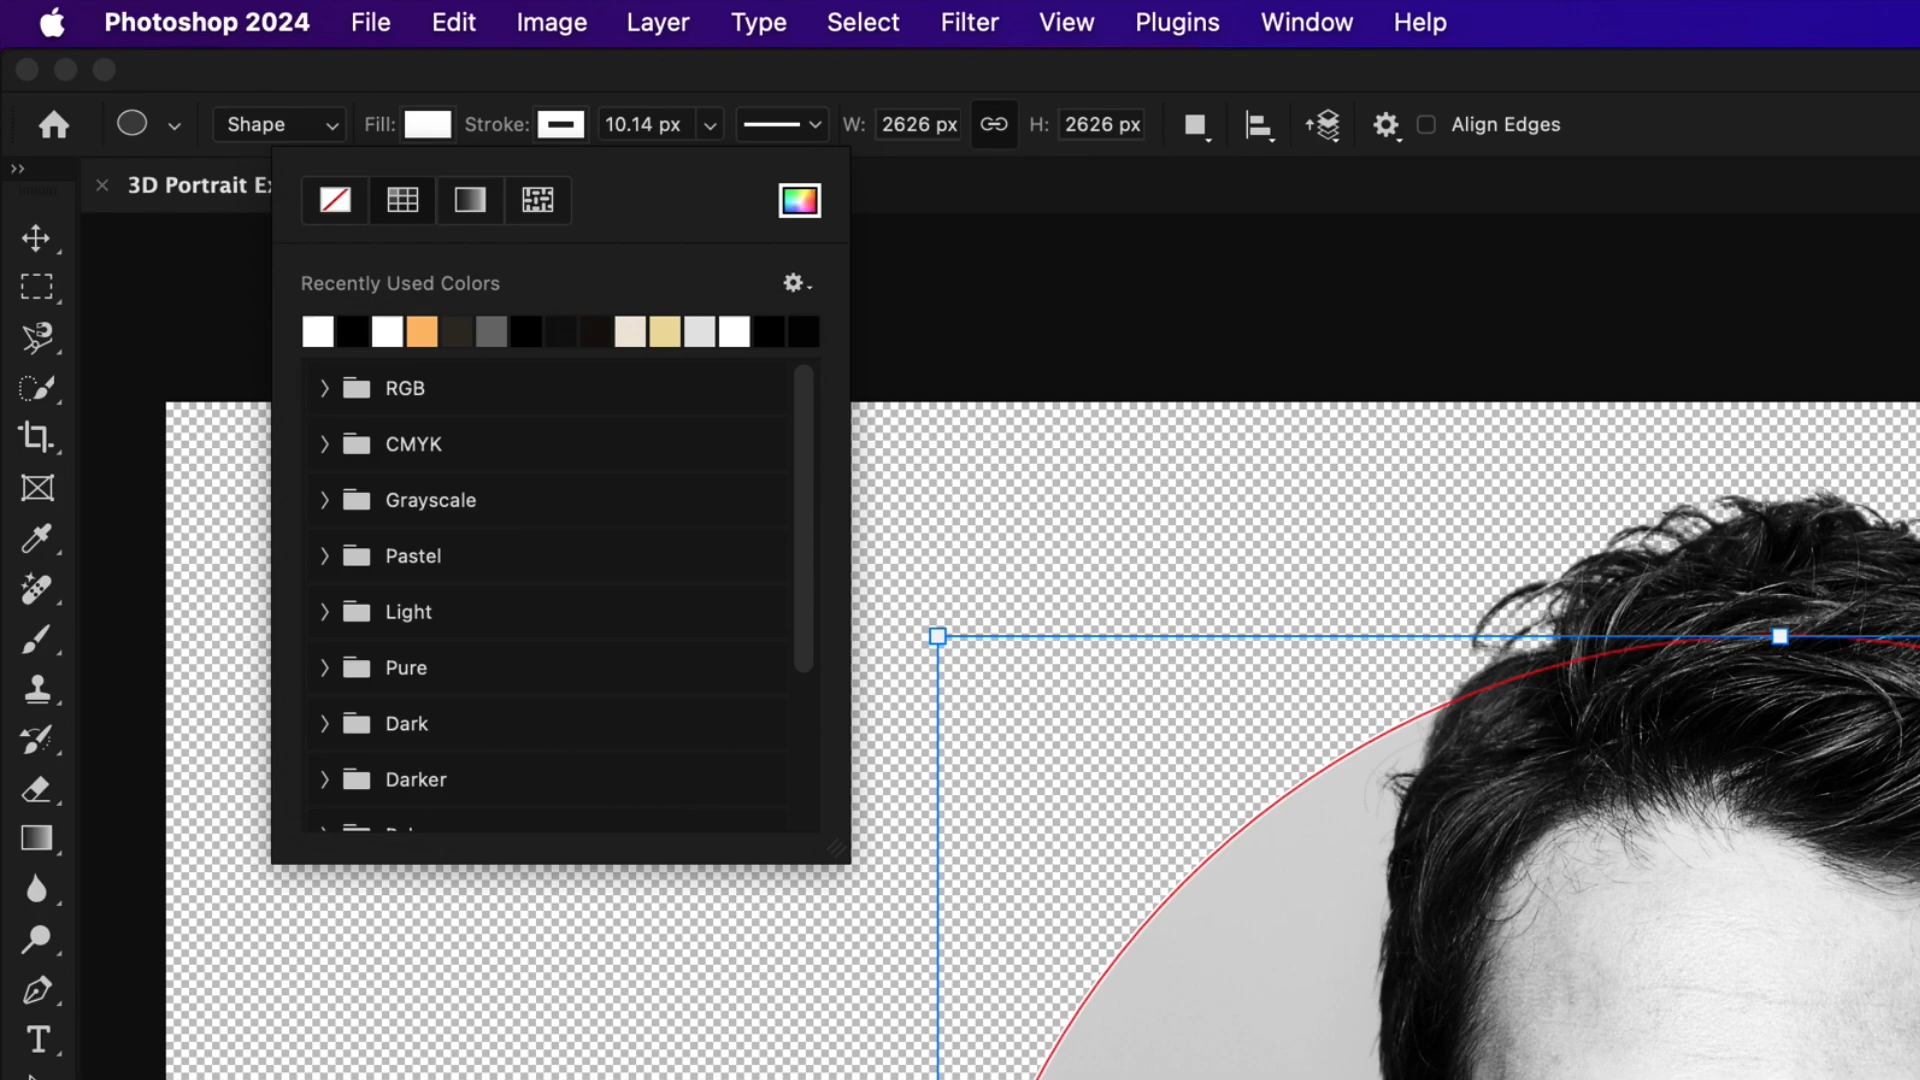 Photoshop 2024 File Edit Image Layer Type Select Filter View Plugins Window Help
Shape Fill: Stroke: 10.14 px W: 2626 px H: 2626 px Align Edges
3D Portrait
Recently Used Colors
RGB
CMYK
Grayscale
Pastel
Light
Pure
Dark
Darker